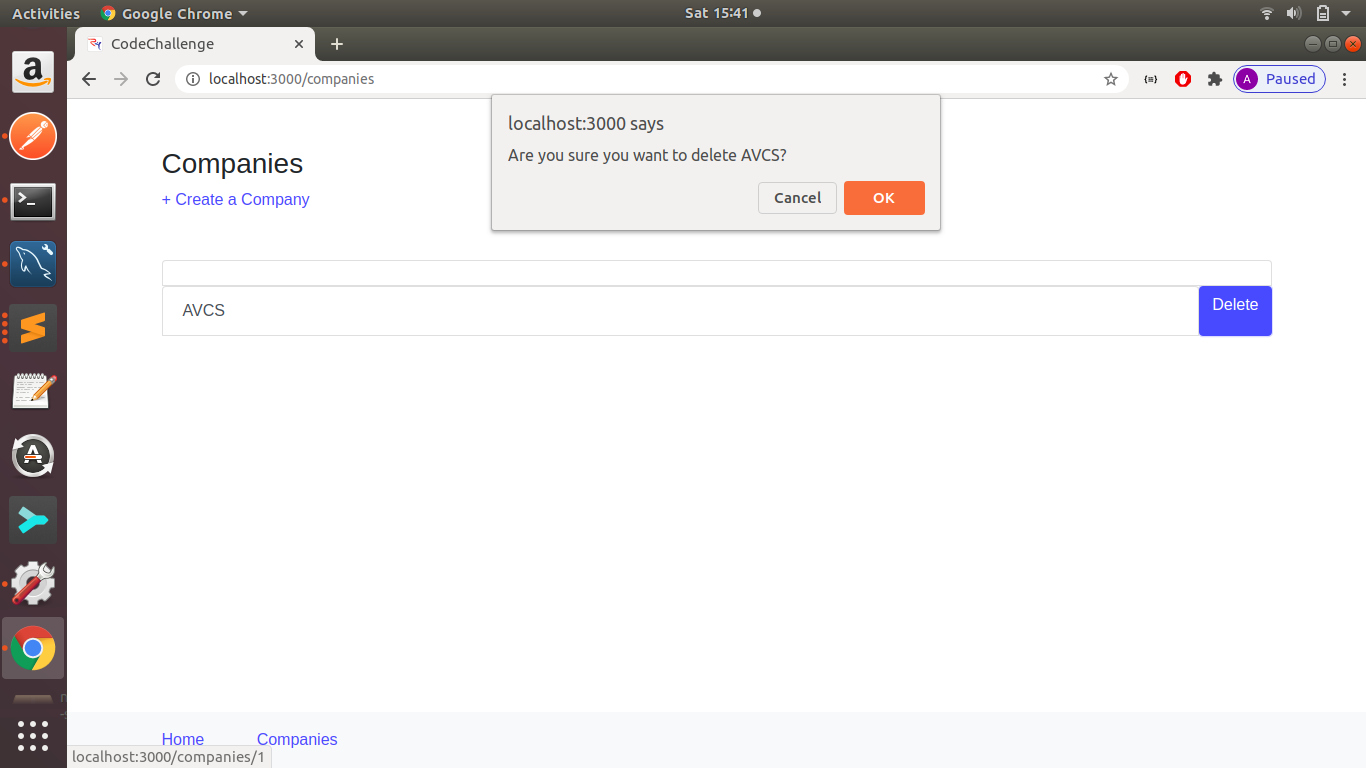 Activities Google Chrome Sat 15:41
CodeChallenge
localhost:3000/companies
A Paused
localhost:3000 says
Are you sure you want to delete AVCS?
Cancel OK
Companies
+ Create a Company
AVCS Delete
Home Companies
localhost:3000/companies/1